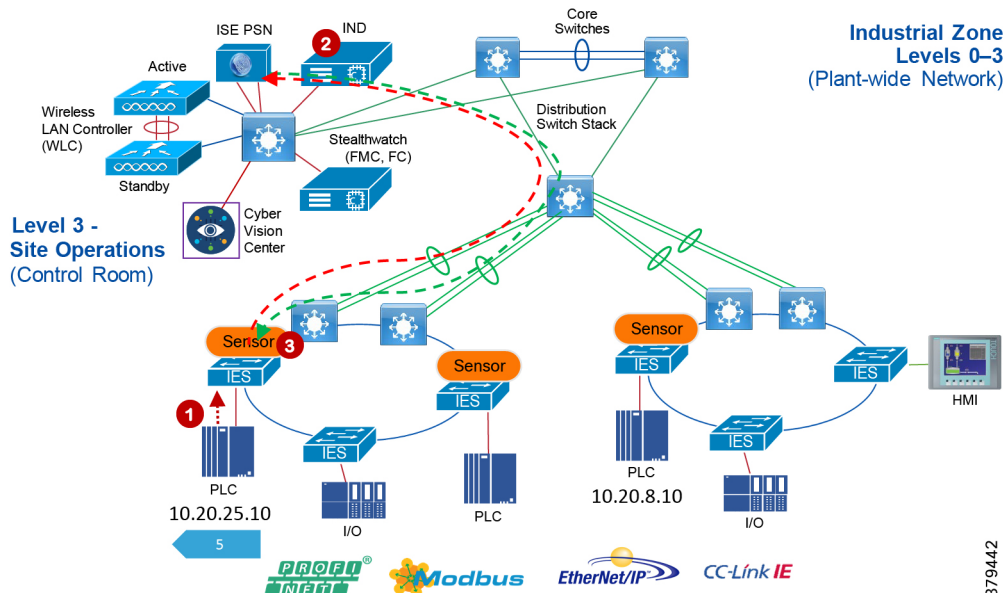 ISE PSN
IND
2
Core
Switches
Industrial Zone
Levels 0–3
(Plant-wide Network)
Active
Wireless
LAN Controller
(WLC)
Standby
Distribution
Switch Stack
Stealthwatch
(FMC, FC)
Cyber
Vision
Center
Level 3 -
Site Operations
(Control Room)
Sensor
3
IES
Sensor
IES
Sensor
IES
IES
HMI
1
IES
IES
PLC
10.20.25.10
I/O
PLC
PLC
10.20.8.10
I/O
5
PROFI
NET®
Modbus
EtherNet/IP™
CC-Link IE
379442